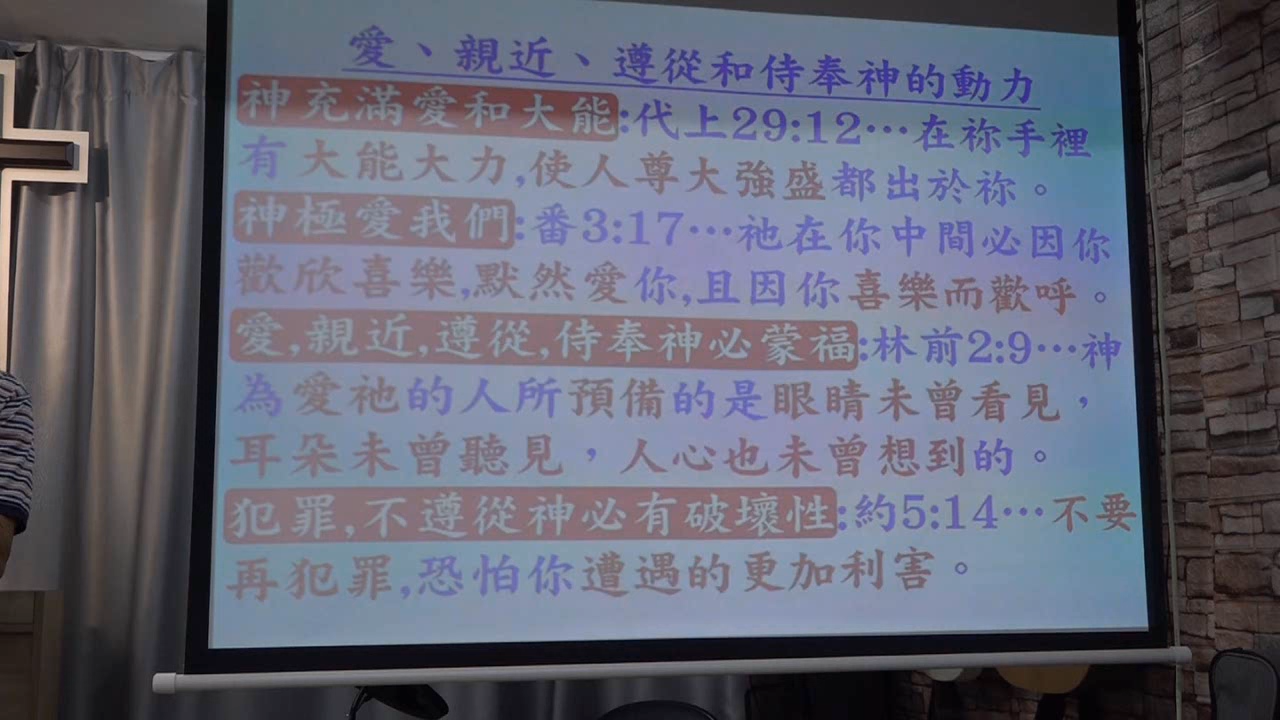 愛、親近、遵從和侍奉神的動力
神充滿愛和大能:代上29:12…在祢手裡
有大能大力,使人尊大強盛都出於祢。
神極愛我們:番3:17…祂在你中間必因你
歡欣喜樂,默然愛你,且因你喜樂而歡呼。
愛,親近,遵從,侍奉神必蒙福:林前2:9…神
為愛祂的人所預備的是眼睛未曾看見，
耳朵未曾聽見，人心也未曾想到的。
犯罪,不遵從神必有破壞性:約5:14…不要
再犯罪,恐怕你遭遇的更加利害。